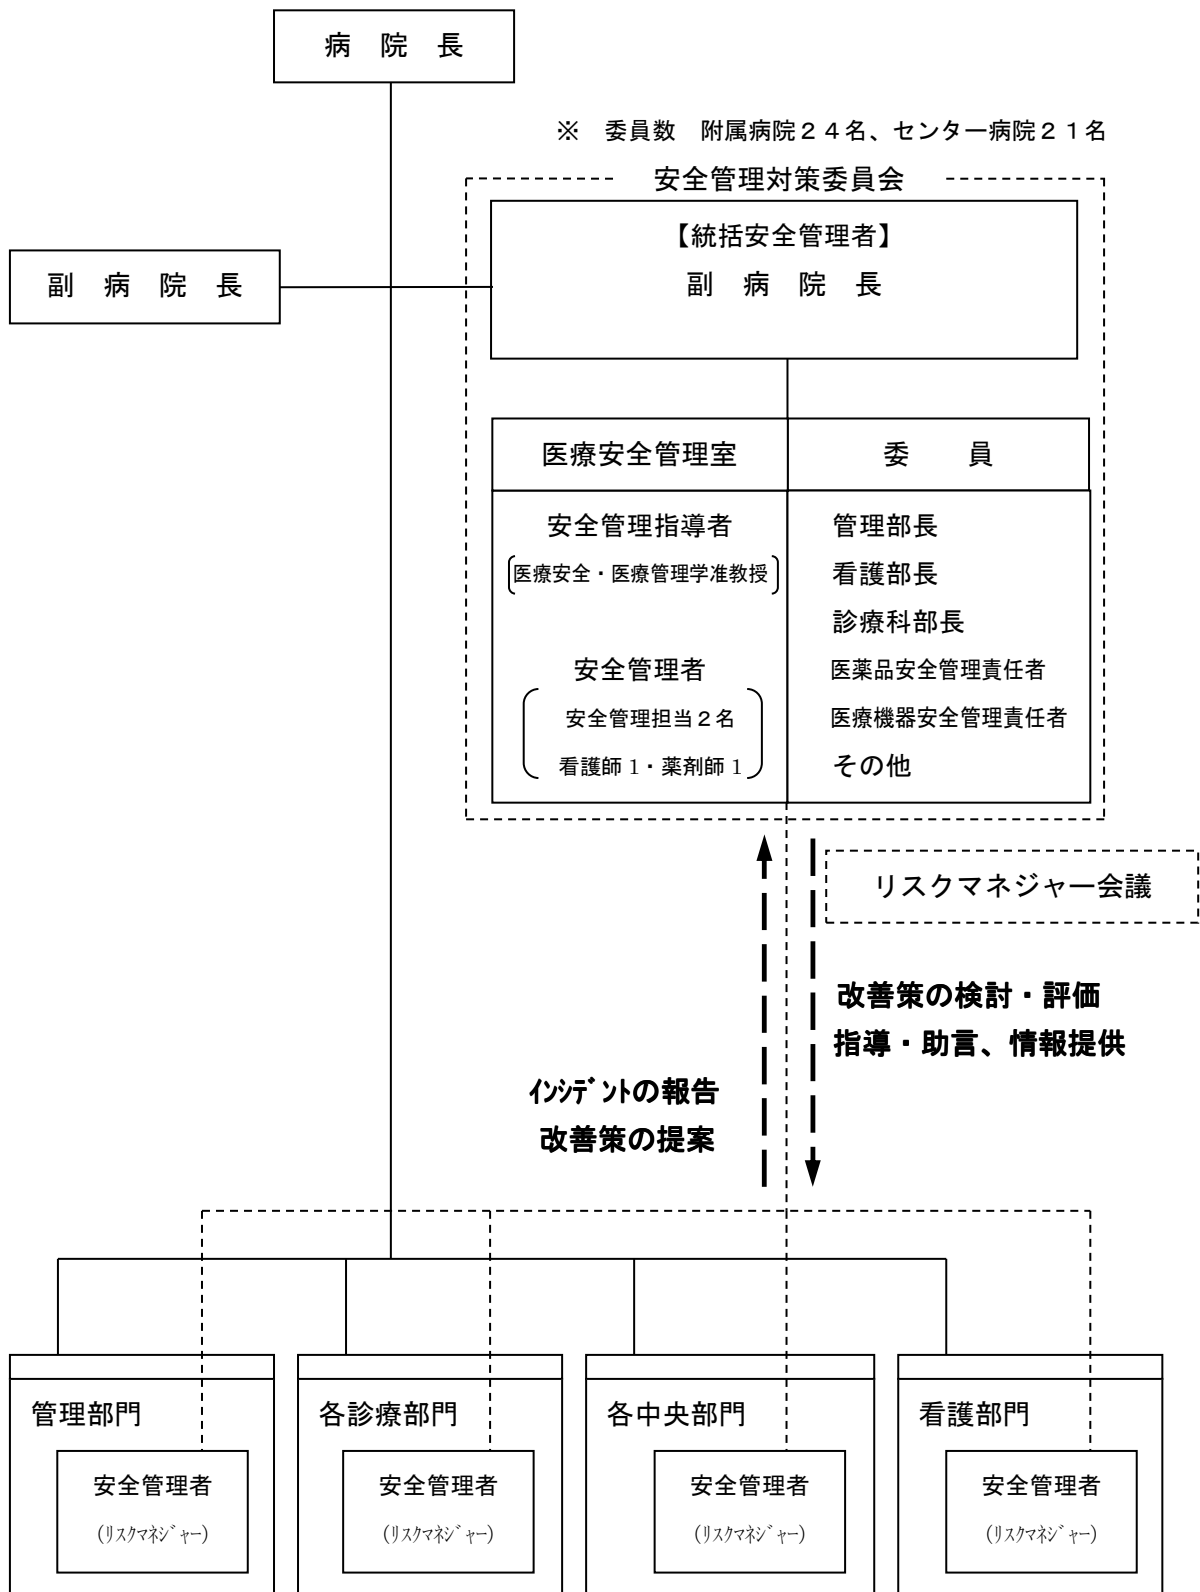 病 院 長
※ 委員数 附属病院24名、センター病院21名
安全管理対策委員会
【統括安全管理者】
副 病 院 長
副 病 院 長
医療安全管理室
委 員
安全管理指導者
医療安全・医療管理学准教授
安全管理者
安全管理担当2名
看護師1・薬剤師1
管理部長
看護部長
診療科部長
医薬品安全管理責任者
医療機器安全管理責任者
その他
リスクマネジャー会議
改善策の検討・評価
指導・助言、情報提供
インシデントの報告
改善策の提案
管理部門
安全管理者
(リスクマネジャー)
各診療部門
安全管理者
(リスクマネジャー)
各中央部門
安全管理者
(リスクマネジャー)
看護部門
安全管理者
(リスクマネジャー)